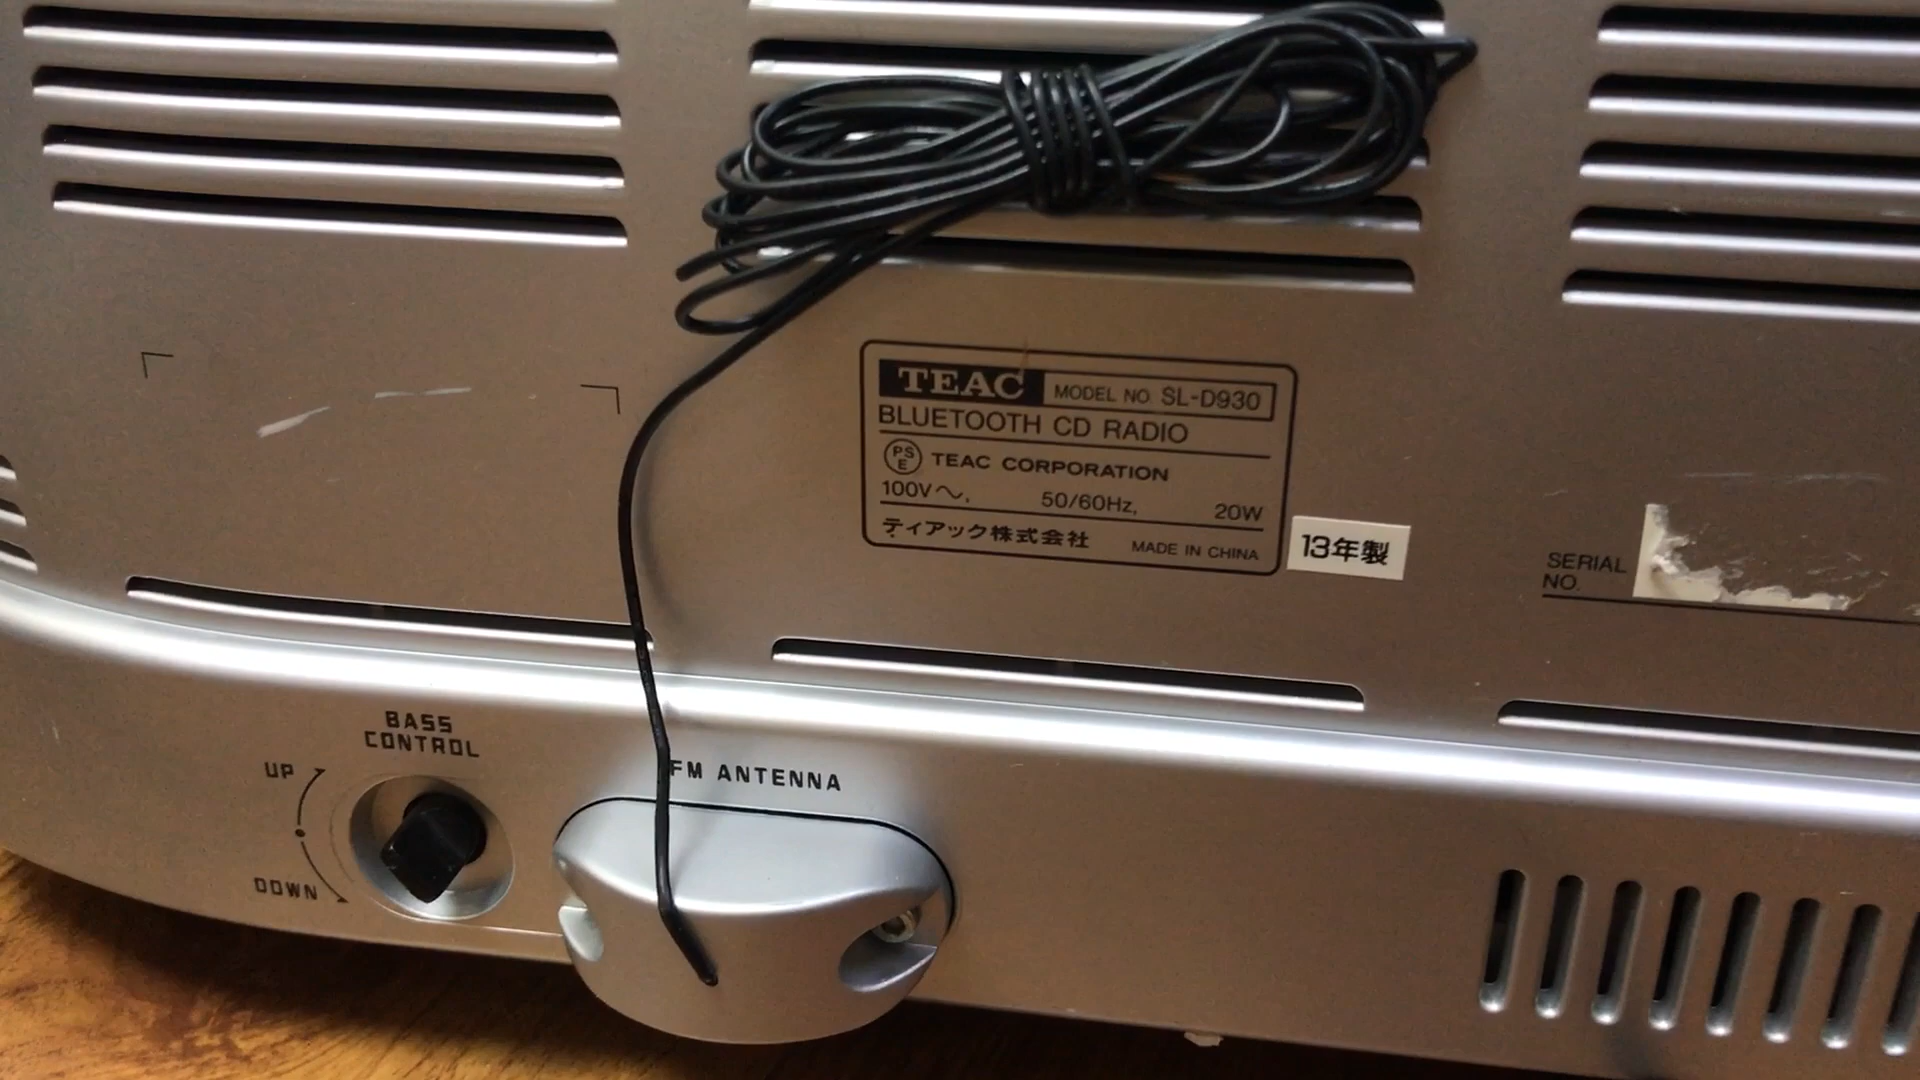 TEAC MODEL NO. SL-D930
BLUETOOTH CD RADIO
PS
E
TEAC CORPORATION
100V～, 50/60Hz, 20W
ティアック株式会社 MADE IN CHINA
13年製
SERIAL
NO.
BASS
CONTROL
UP
DOWN
FM ANTENNA